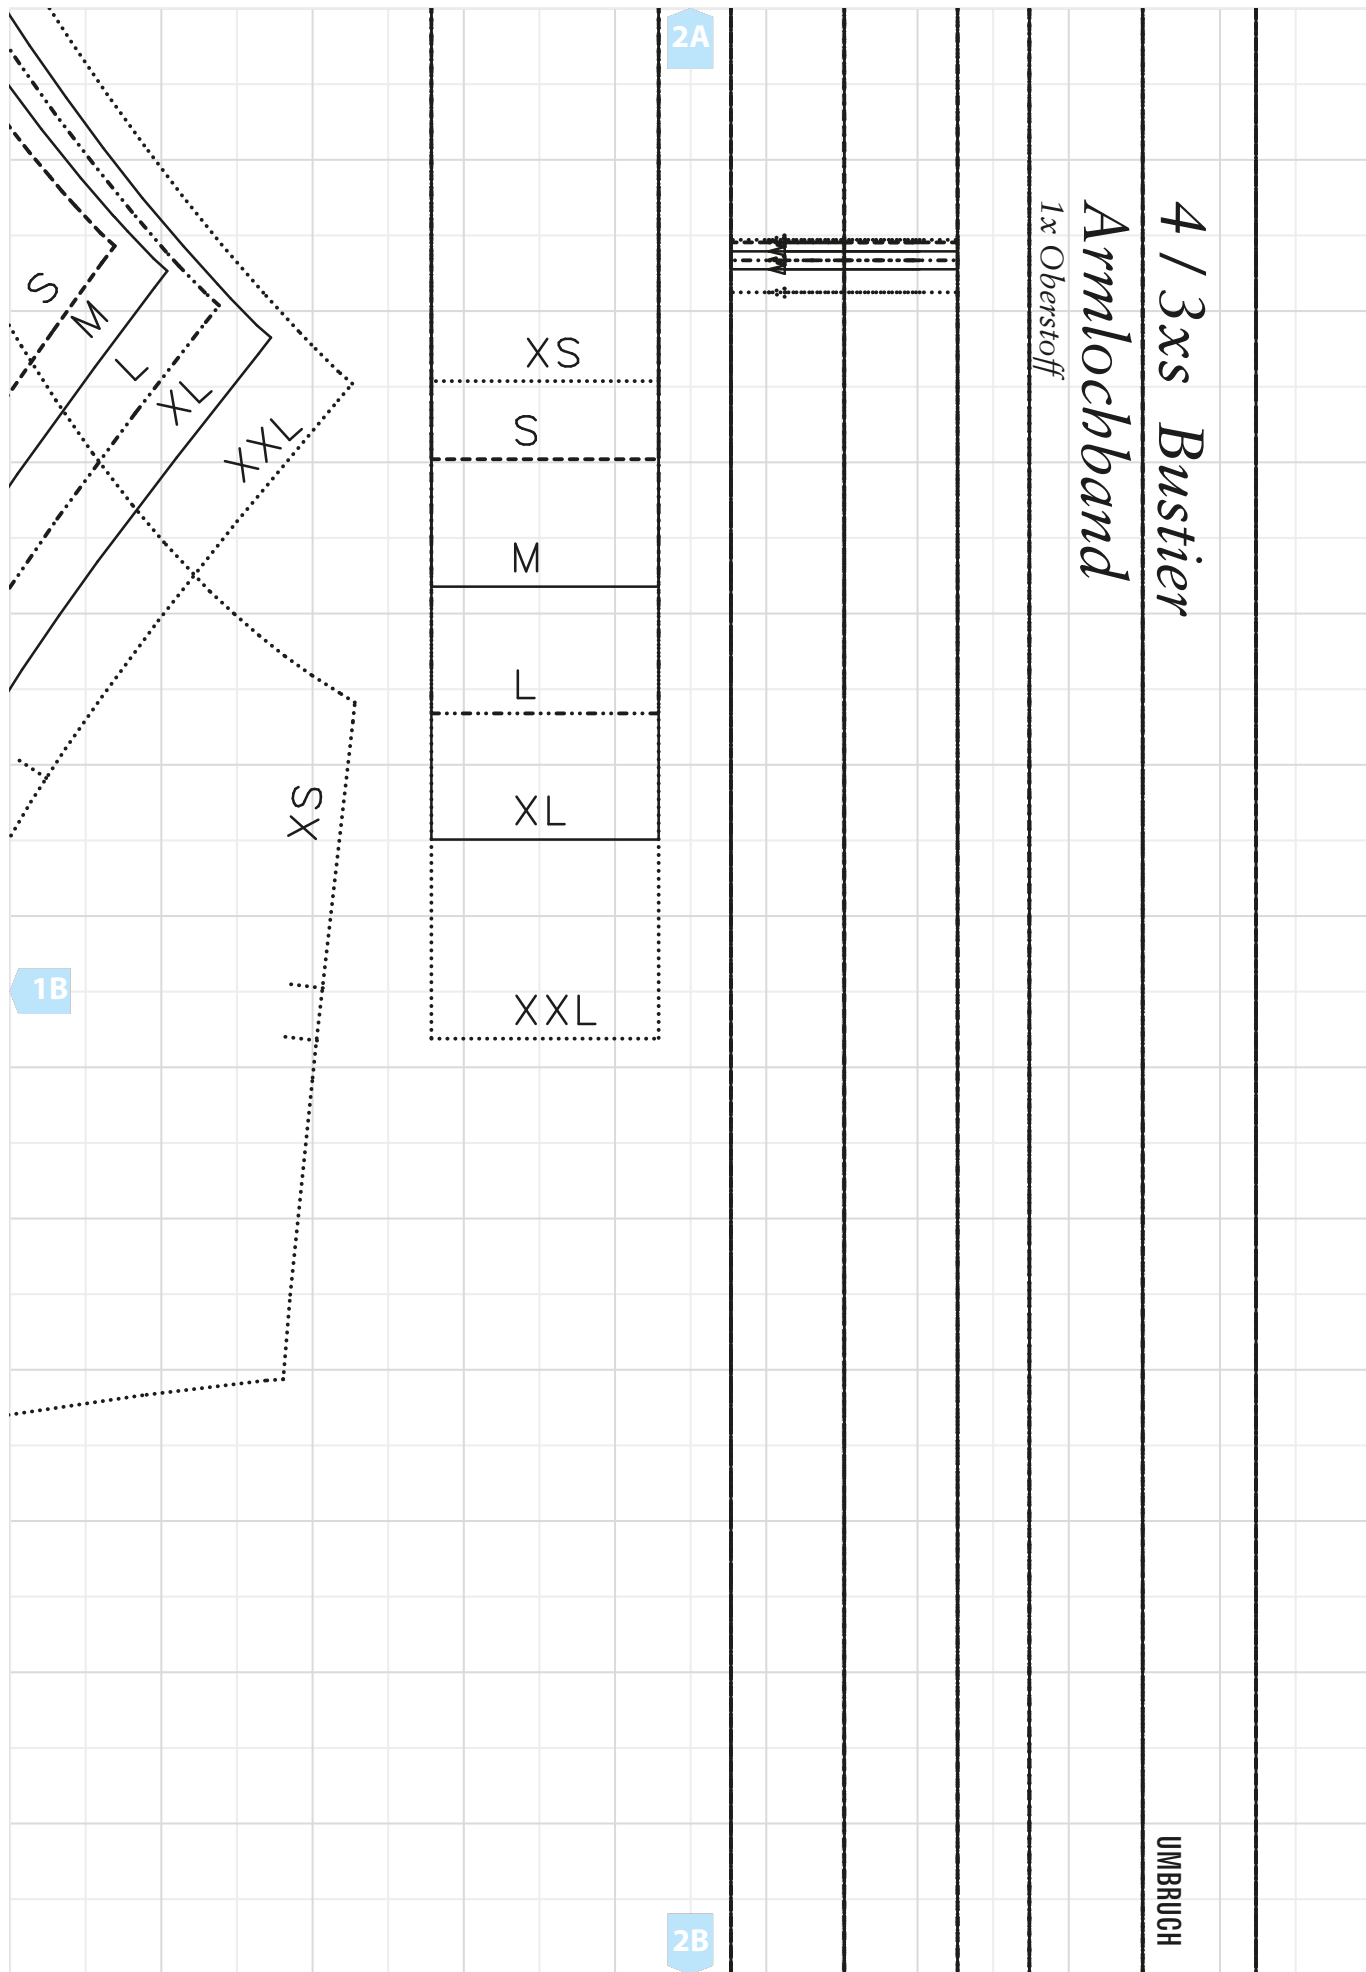 2A
4 / 3xs Bustier
Armlochband
1x Oberstoff
S
M
L
XL
XXL
XS
S
M
L
XL
XXL
XS
1B
UMBRUCH
2B